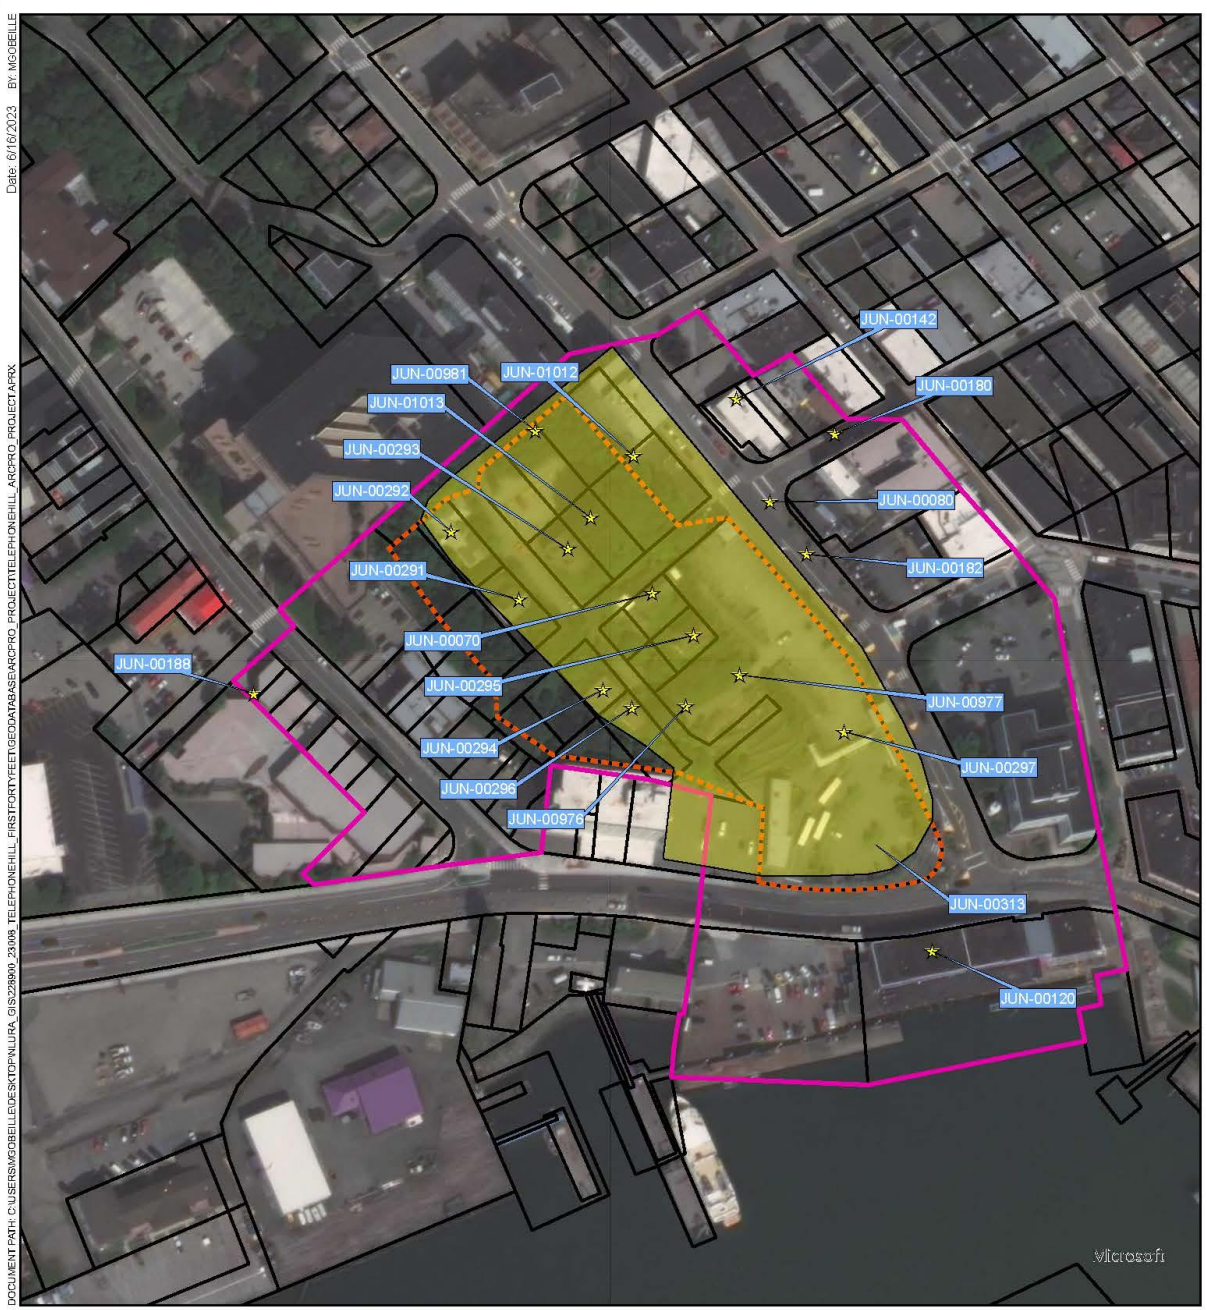 DOCUMENT PATH: C:\USERS\MGOBEILLE\DESKTOP\NLURA_GIS\228900_23008_TELEPHONEHILL_FIRSTFORTYFEET\GEODATABASE\ARCPRO_PROJECT\TELEPHONEHILL_ARCPRO_PROJECT.APRX Date: 6/16/2023 BY: MGOBEILLE
JUN-00142
JUN-00981
JUN-01012
JUN-00180
JUN-01013
JUN-00293
JUN-00292
JUN-00080
JUN-00291
JUN-00182
JUN-00070
JUN-00188
JUN-00295
JUN-00977
JUN-00294
JUN-00297
JUN-00296
JUN-00976
JUN-00313
JUN-00120
Microsoft